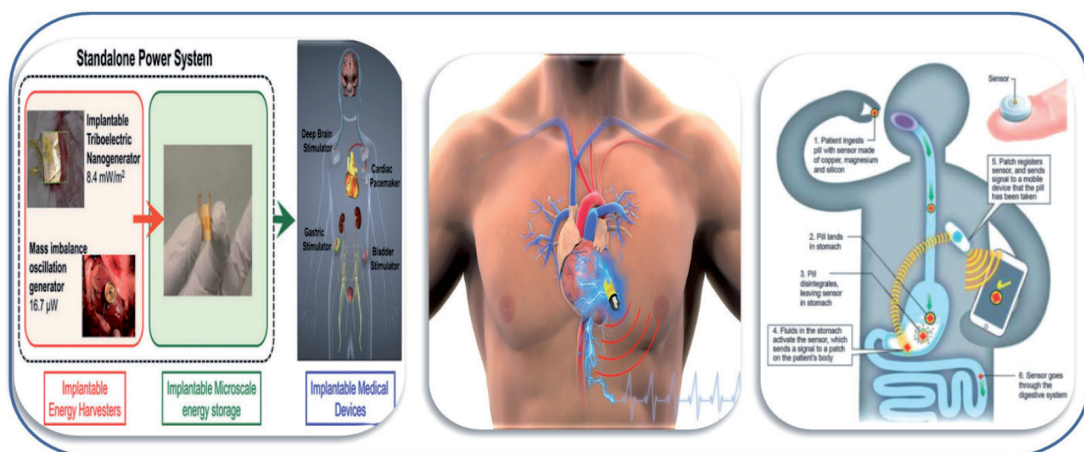 Standalone Power System
Implantable
Triboelectric
Nanogenerator
8.4 mW/m²
Mass imbalance
oscillation
generator
16.7 µW
Implantable
Energy Harvesters
Implantable Microscale
energy storage
Deep Brain
Stimulator
Cardiac
Pacemaker
Gastric
Stimulator
Bladder
Stimulator
Implantable Medical
Devices
Sensor
1. Patient ingests
pill with sensor made
of copper, magnesium
and silicon
5. Patch registers
sensor, and sends
signal to a mobile
device that the pill
has been taken
2. Pill lands
in stomach
3. Pill
disintegrates,
leaving sensor
in stomach
4. Fluids in the stomach
activate the sensor, which
sends a signal to a patch
on the patient's body
6. Sensor goes
through the
digestive system